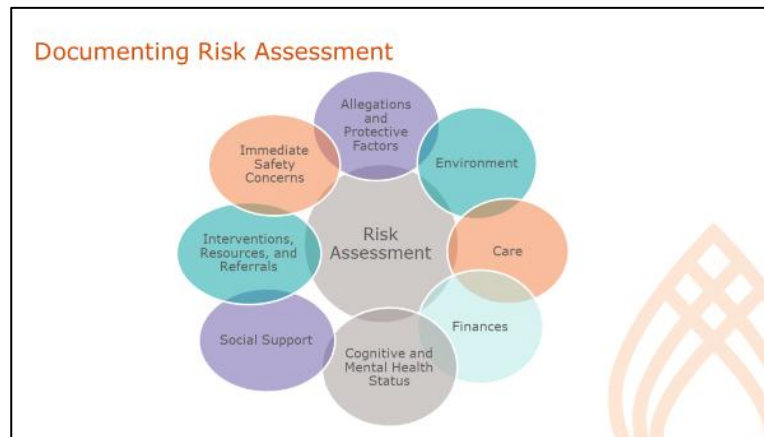 Documenting Risk Assessment
Allegations
and
Protective
Factors
Environment
Care
Finances
Cognitive and
Mental Health
Status
Social Support
Interventions,
Resources, and
Referrals
Immediate
Safety
Concerns
Risk
Assessment